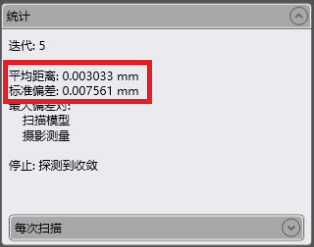 统计
迭代: 5
平均距离: 0.003033 mm
标准偏差: 0.007561 mm
最大偏差对:
扫描模型
摄影测量
停止: 探测到收敛
每次扫描